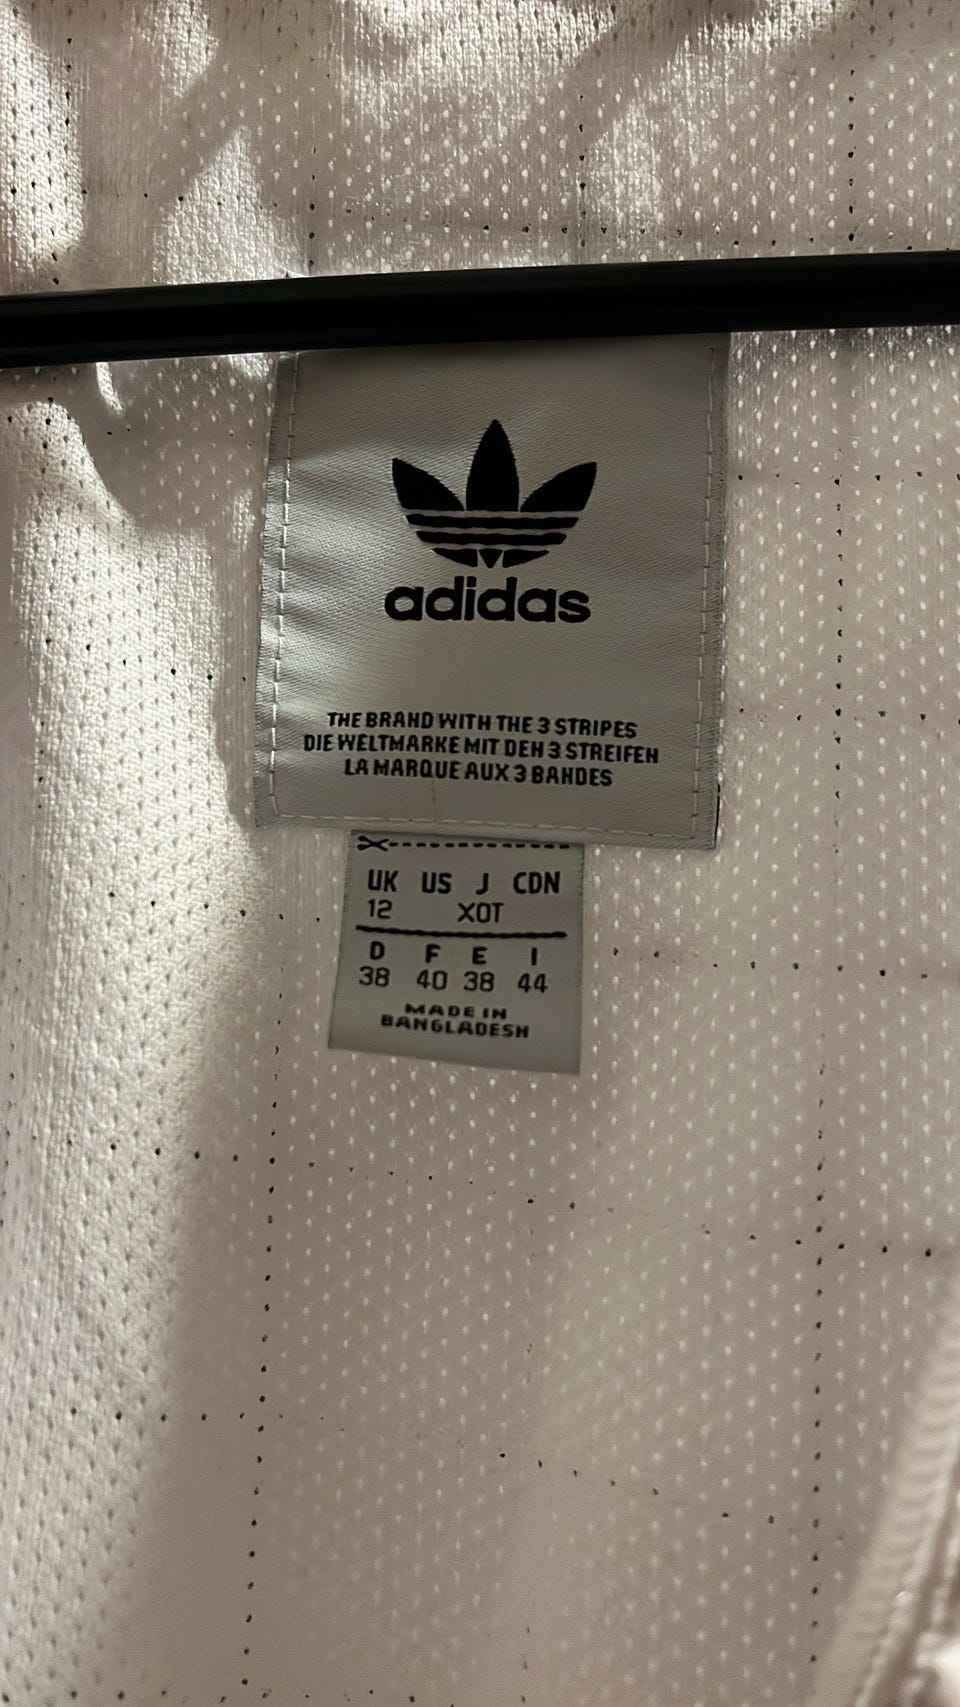 adidas
THE BRAND WITH THE 3 STRIPES
DIE WELTMARKE MIT DEN 3 STREIFEN
LA MARQUE AUX 3 BANDES
UK US J CDN
12 XOT
D F E I
38 40 38 44
MADE IN
BANGLADESH